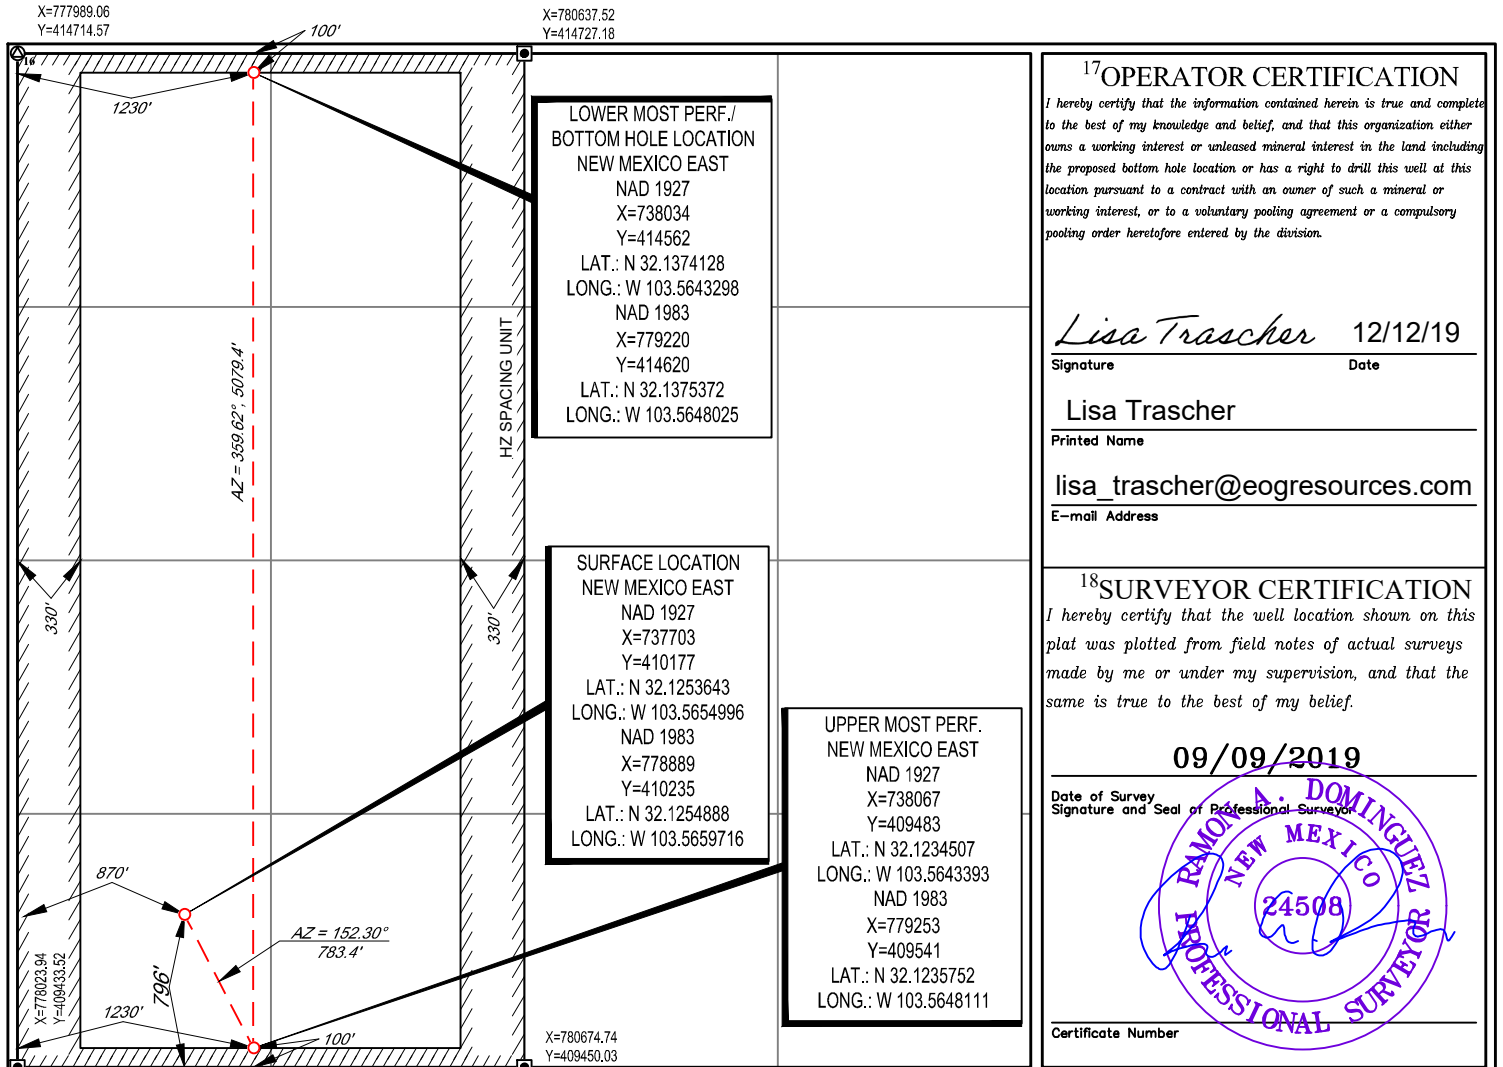 X=777989.06
Y=414714.57
X=780637.52
Y=414727.18
100'
16
1230'
LOWER MOST PERF./
BOTTOM HOLE LOCATION
NEW MEXICO EAST
NAD 1927
X=738034
Y=414562
LAT.: N 32.1374128
LONG.: W 103.5643298
NAD 1983
X=779220
Y=414620
LAT.: N 32.1375372
LONG.: W 103.5648025
AZ = 359.62°, 5079.4'
HZ SPACING UNIT
330'
330'
SURFACE LOCATION
NEW MEXICO EAST
NAD 1927
X=737703
Y=410177
LAT.: N 32.1253643
LONG.: W 103.5654996
NAD 1983
X=778889
Y=410235
LAT.: N 32.1254888
LONG.: W 103.5659716
UPPER MOST PERF.
NEW MEXICO EAST
NAD 1927
X=738067
Y=409483
LAT.: N 32.1234507
LONG.: W 103.5643393
NAD 1983
X=779253
Y=409541
LAT.: N 32.1235752
LONG.: W 103.5648111
870'
AZ = 152.30°
783.4'
796'
X=778023.94
Y=409433.52
1230'
100'
X=780674.74
Y=409450.03
17 OPERATOR CERTIFICATION
I hereby certify that the information contained herein is true and complete
to the best of my knowledge and belief, and that this organization either
owns a working interest or unleased mineral interest in the land including
the proposed bottom hole location or has a right to drill this well at this
location pursuant to a contract with an owner of such a mineral or
working interest, or to a voluntary pooling agreement or a compulsory
pooling order heretofore entered by the division.
Lisa Trascher 12/12/19
Signature Date
Lisa Trascher
Printed Name
lisa_trascher@eogresources.com
E-mail Address
18 SURVEYOR CERTIFICATION
I hereby certify that the well location shown on this
plat was plotted from field notes of actual surveys
made by me or under my supervision, and that the
same is true to the best of my belief.
09/09/2019
Date of Survey
Signature and Seal of Professional Surveyor
RAMON A. DOMINGUEZ
NEW MEXICO
24508
PROFESSIONAL SURVEYOR
Certificate Number